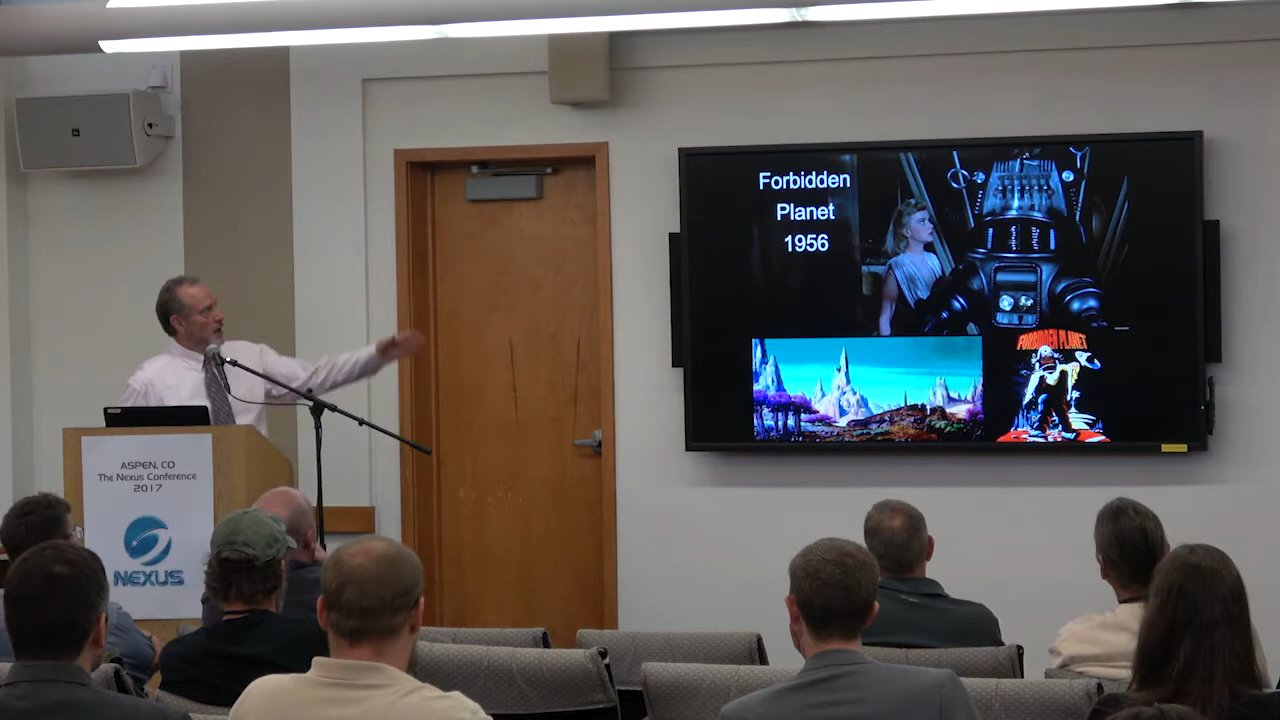 Forbidden
Planet
1956
FORBIDDEN PLANET
ASPEN, CO
The Nexus Conference
2017
NEXUS